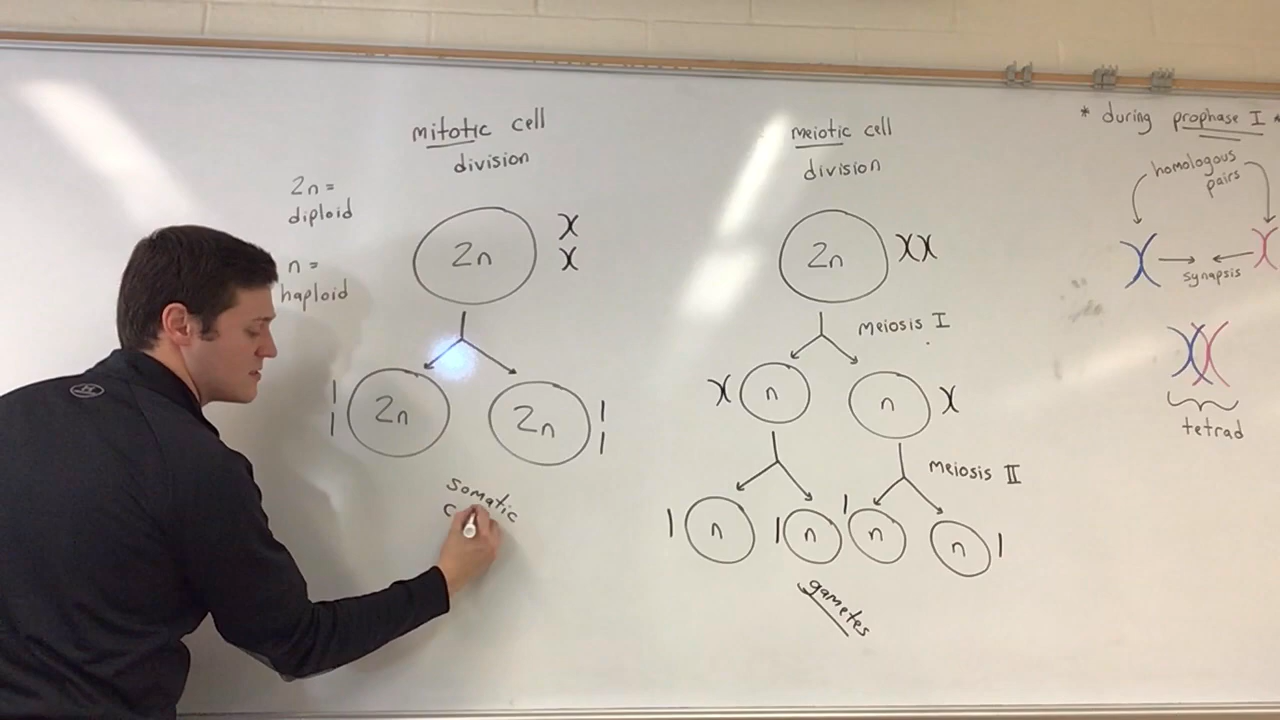 mitotic cell
division
2n =
diploid
n =
haploid
2n
2n
2n
somatic
c
meiotic cell
division
2n
meiosis I
n
n
meiosis II
n
n
n
n
gametes
* during prophase I *
homologous
pairs
synapsis
tetrad